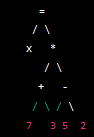 =
/ \
x *
/ \
+ -
/ \ / \
7 3 5 2